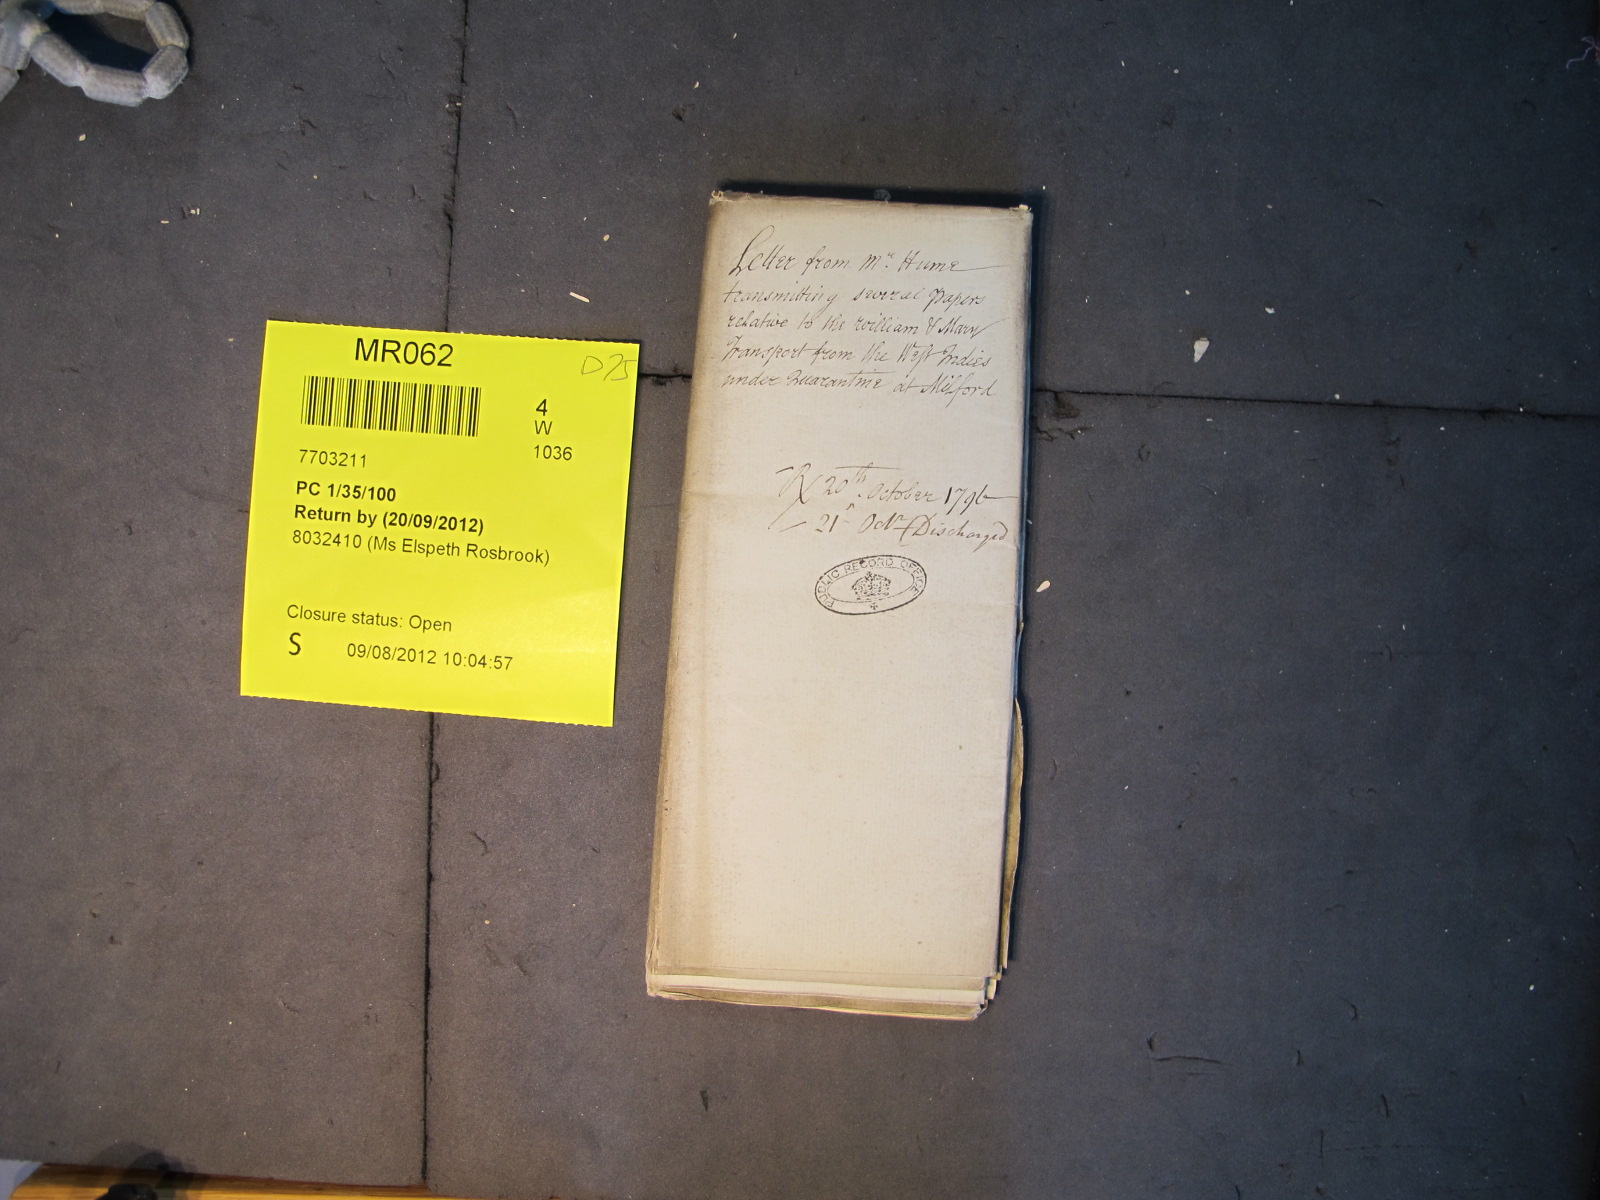 MR062
D75
4
W
1036
7703211
PC 1/35/100
Return by (20/09/2012)
8032410 (Ms Elspeth Rosbrook)
Closure status: Open
S 09/08/2012 10:04:57
Letter from Mr. Hume
transmitting several Papers
relative to the William & Mary
Transport from the West Indies
under Quarantine at Milford
Rx 20th. October 1796
21st Octr. Discharged
PUBLIC RECORD OFFICE